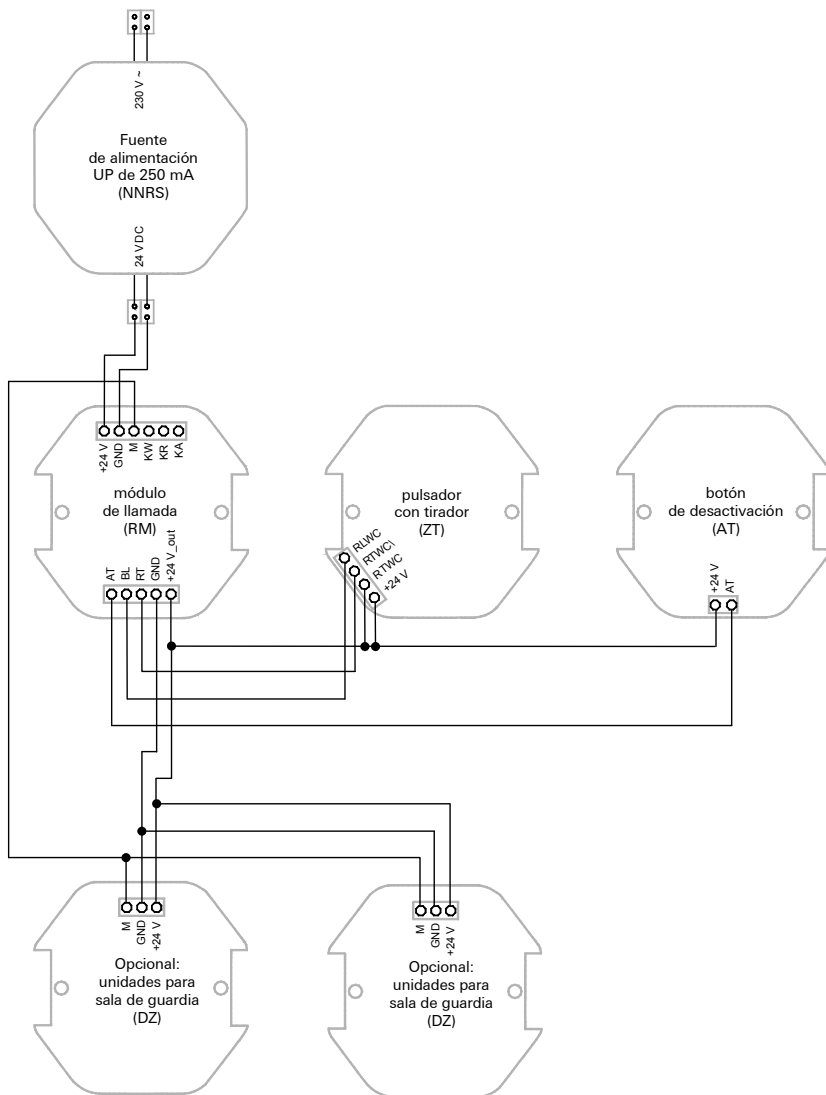 230 V ~
Fuente
de alimentación
UP de 250 mA
(NNRS)
24 V DC
+24 V
GND
M
KW
KR
KA
módulo
de llamada
(RM)
AT
BL
RT
GND
+24 V_out
pulsador
con tirador
(ZT)
RLWC
RTWC\
RTWC
+24 V
botón
de desactivación
(AT)
+24 V
AT
M
GND
+24 V
Opcional:
unidades para
sala de guardia
(DZ)
M
GND
+24 V
Opcional:
unidades para
sala de guardia
(DZ)